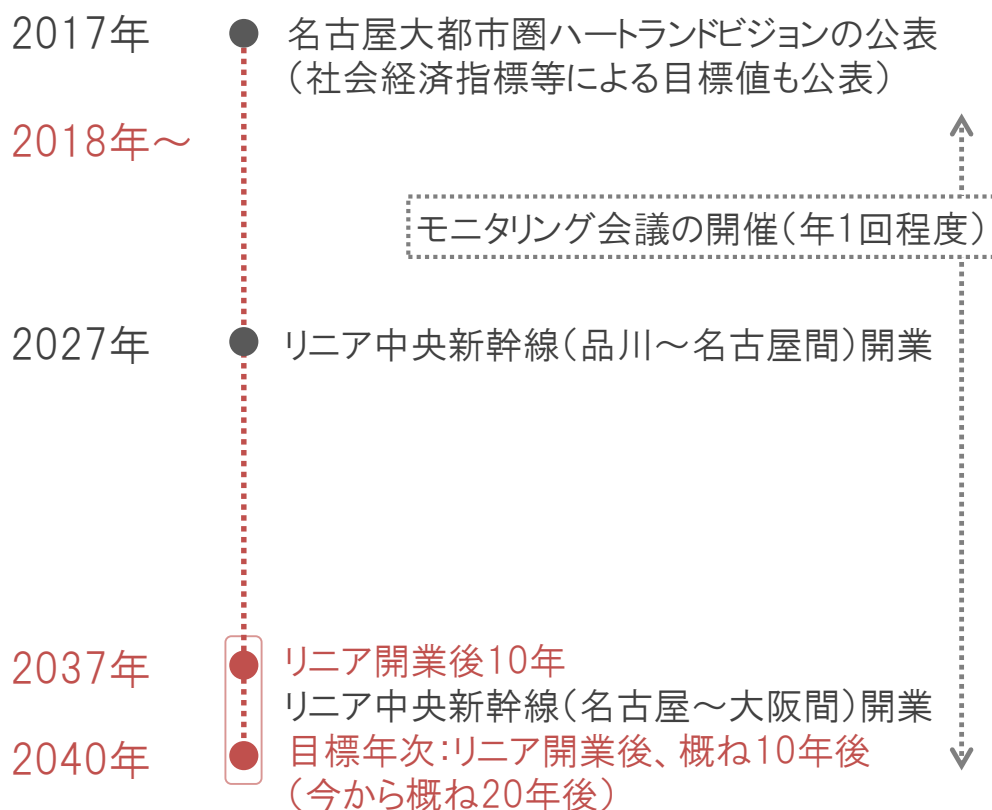 2017年
名古屋大都市圏ハートランドビジョンの公表
（社会経済指標等による目標値も公表）
2018年～
モニタリング会議の開催（年1回程度）
2027年
リニア中央新幹線（品川～名古屋間）開業
2037年
リニア開業後10年
リニア中央新幹線（名古屋～大阪間）開業
2040年
目標年次：リニア開業後、概ね10年後
（今から概ね20年後）